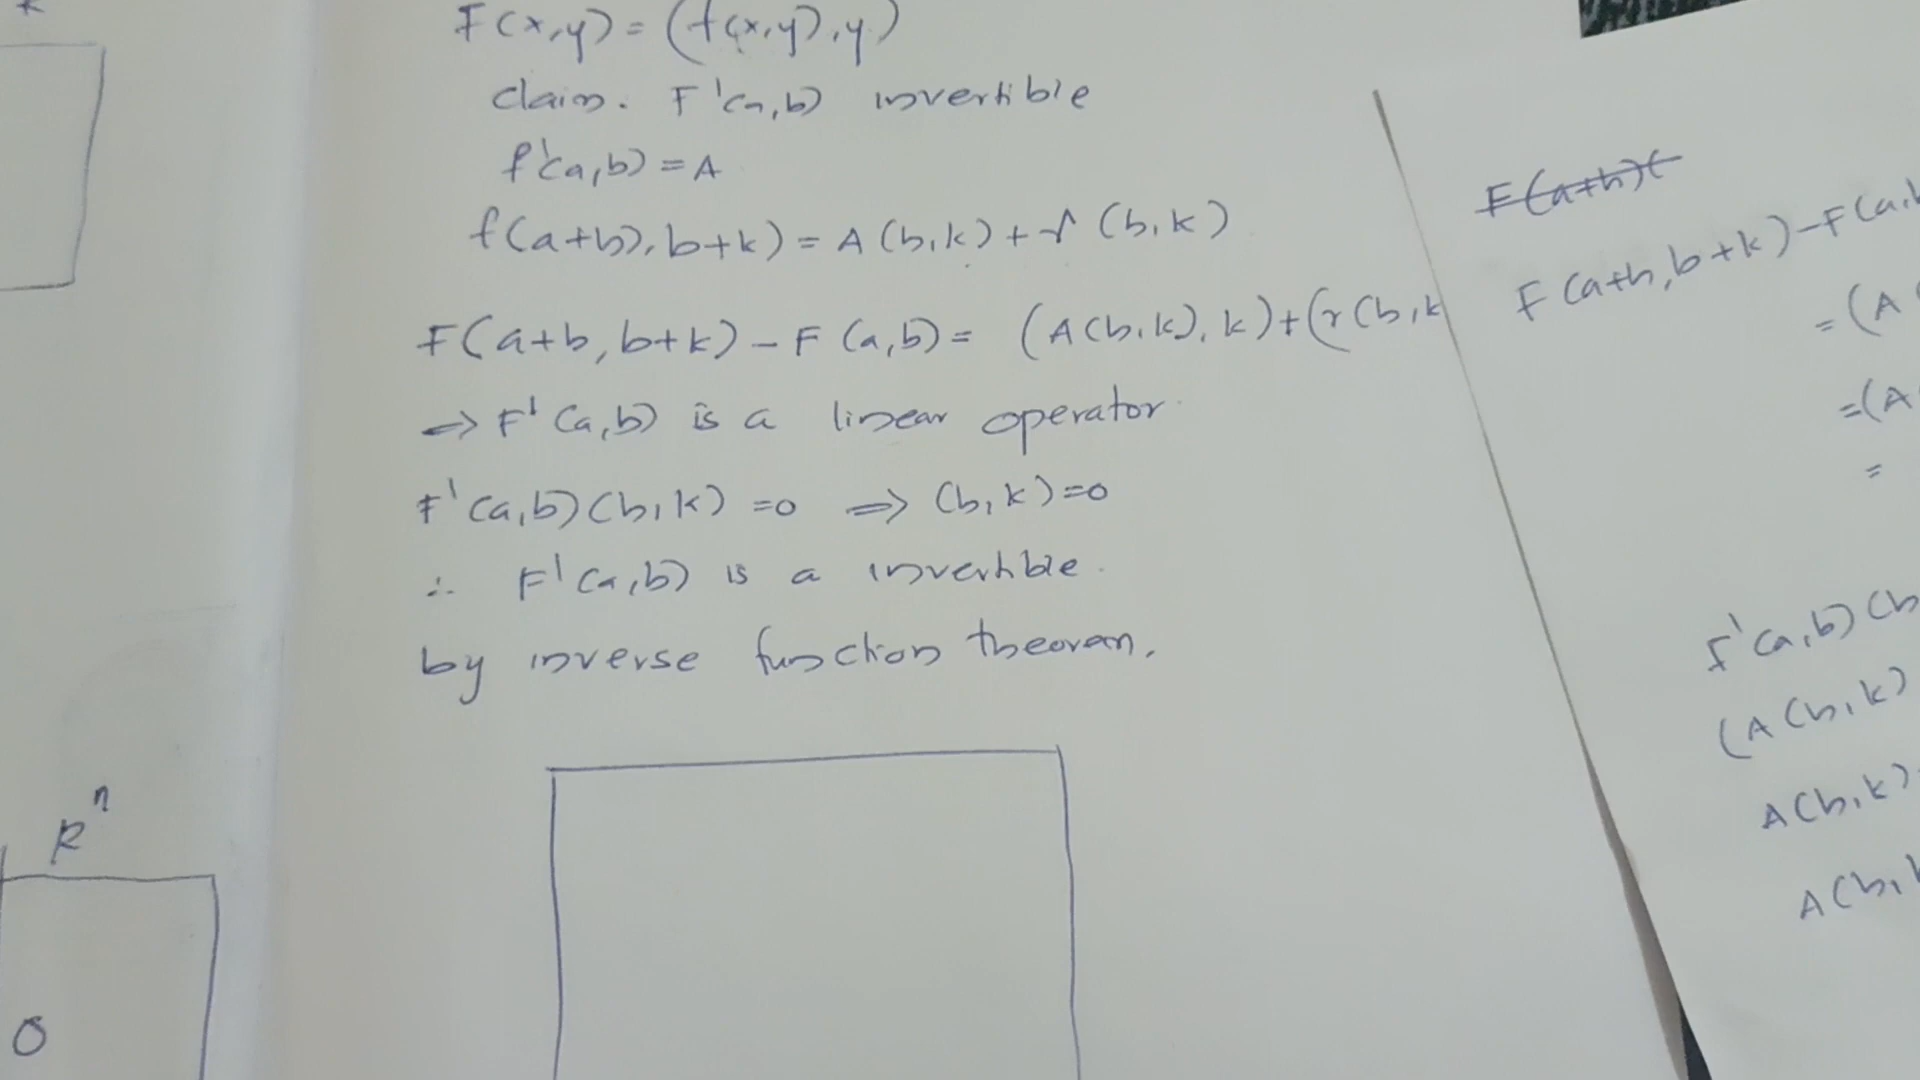 F(x,y) = (f(x,y),y)
claim. F'(a,b) invertible
f'(a,b) = A
f(a+h), b+k) = A(h,k) + r(h,k)
F(a+h, b+k) - F(a,b) = (A(h,k), k) + (r(h,k
⇒ F'(a,b) is a linear operator
F'(a,b)(h,k) = 0 ⇒ (h,k) = 0
∴ F'(a,b) is a invertible.
by inverse function theorem,
R^n
0
F(a+h)(
F(a+h, b+k) - F(a,b
= (A(
= (A(
=
F'(a,b)(h
(A(h,k)
A(h,k)
A(h,k